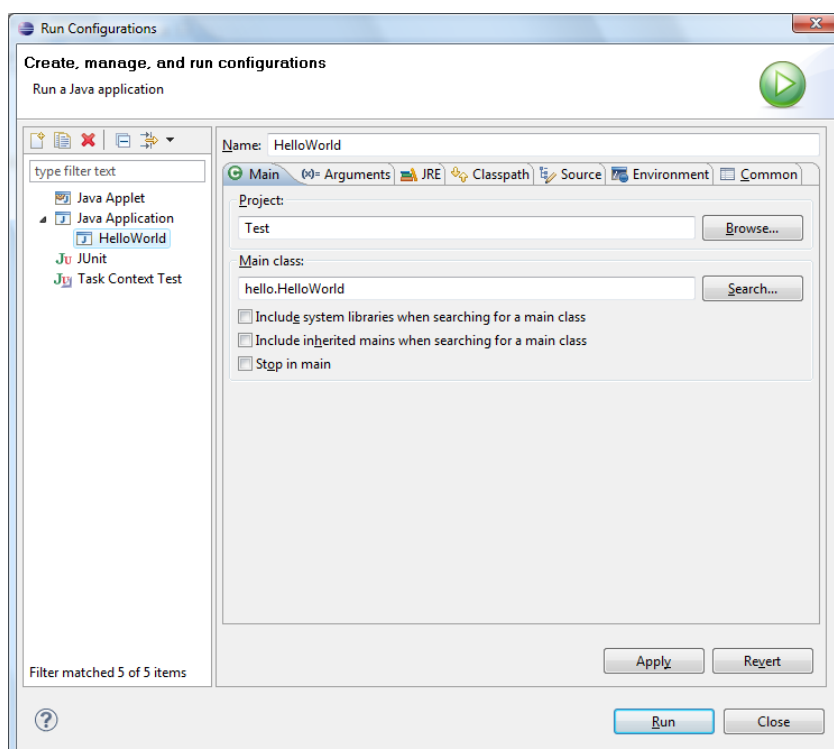 Run Configurations
Create, manage, and run configurations
Run a Java application
type filter text
Java Applet
Java Application
HelloWorld
JUnit
Task Context Test
Filter matched 5 of 5 items
Name: HelloWorld
Main (x)= Arguments JRE Classpath Source Environment Common
Project:
Test Browse...
Main class:
hello.HelloWorld Search...
Include system libraries when searching for a main class
Include inherited mains when searching for a main class
Stop in main
Apply Revert
Run Close